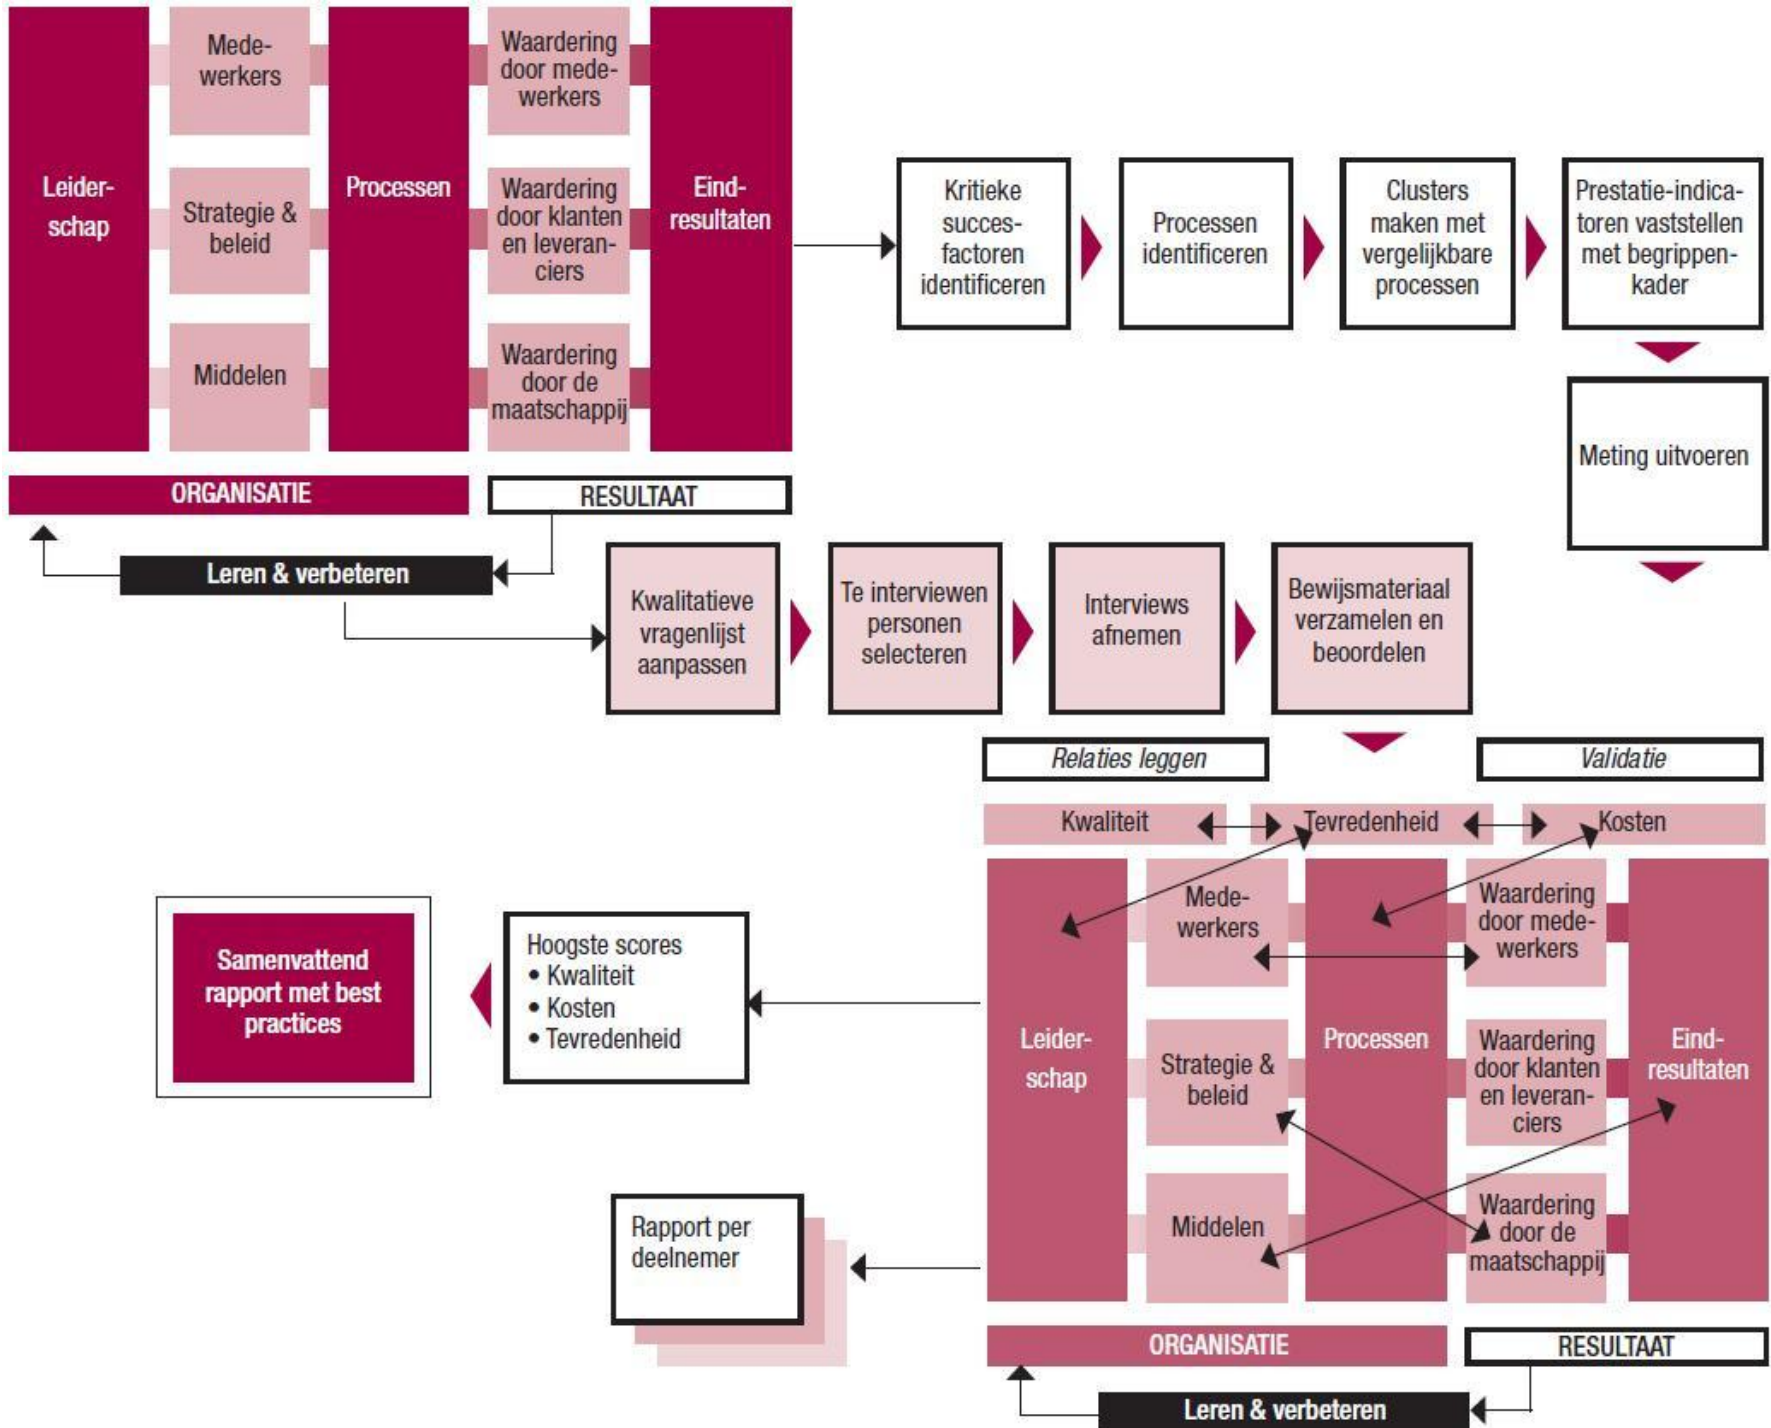 Leider-
schap
Mede-
werkers
Strategie &
beleid
Middelen
Processen
Waardering
door mede-
werkers
Waardering
door klanten
en leveran-
ciers
Waardering
door de
maatschappij
Eind-
resultaten
ORGANISATIE
RESULTAAT
Leren & verbeteren
Kritieke
succes-
factoren
identificeren
Processen
identificeren
Clusters
maken met
vergelijkbare
processen
Prestatie-indica-
toren vaststellen
met begrippen-
kader
Meting uitvoeren
Kwalitatieve
vragenlijst
aanpassen
Te interviewen
personen
selecteren
Interviews
afnemen
Bewijsmateriaal
verzamelen en
beoordelen
Relaties leggen
Validatie
Kwaliteit
Tevredenheid
Kosten
Leider-
schap
Mede-
werkers
Strategie &
beleid
Middelen
Processen
Waardering
door mede-
werkers
Waardering
door klanten
en leveran-
ciers
Waardering
door de
maatschappij
Eind-
resultaten
ORGANISATIE
RESULTAAT
Leren & verbeteren
Hoogste scores
• Kwaliteit
• Kosten
• Tevredenheid
Samenvattend
rapport met best
practices
Rapport per
deelnemer